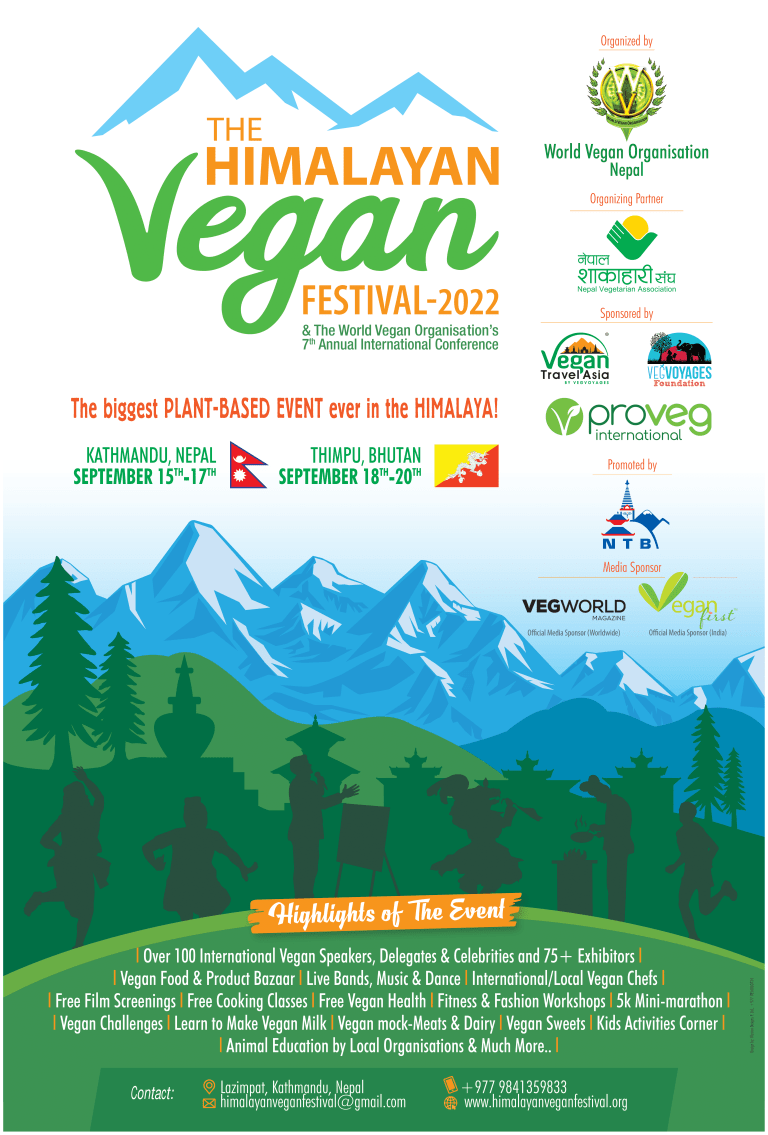 THE
HIMALAYAN
Vegan
FESTIVAL-2022
& The World Vegan Organisation's
7th Annual International Conference
The biggest PLANT-BASED EVENT ever in the HIMALAYA!
KATHMANDU, NEPAL
SEPTEMBER 15TH-17TH
THIMPU, BHUTAN
SEPTEMBER 18TH-20TH
Organized by
World Vegan Organisation
Nepal
Organizing Partner
नेपाल
शाकाहारी संघ
Nepal Vegetarian Association
Sponsored by
Vegan
Travel Asia
BY VEGVOYAGES
VEGVOYAGES
Foundation
proveg
international
Promoted by
NTB
Media Sponsor
VEGWORLD
MAGAZINE
Official Media Sponsor (Worldwide)
Vegan
first
Official Media Sponsor (India)
Highlights of The Event
| Over 100 International Vegan Speakers, Delegates & Celebrities and 75+ Exhibitors |
| Vegan Food & Product Bazaar | Live Bands, Music & Dance | International/Local Vegan Chefs |
| Free Film Screenings | Free Cooking Classes | Free Vegan Health | Fitness & Fashion Workshops | 5k Mini-marathon |
| Vegan Challenges | Learn to Make Vegan Milk | Vegan mock-Meats & Dairy | Vegan Sweets | Kids Activities Corner |
| Animal Education by Local Organisations & Much More.. |
Contact:
Lazimpat, Kathmandu, Nepal
himalayanveganfestival@gmail.com
+977 9841359833
www.himalayanveganfestival.org